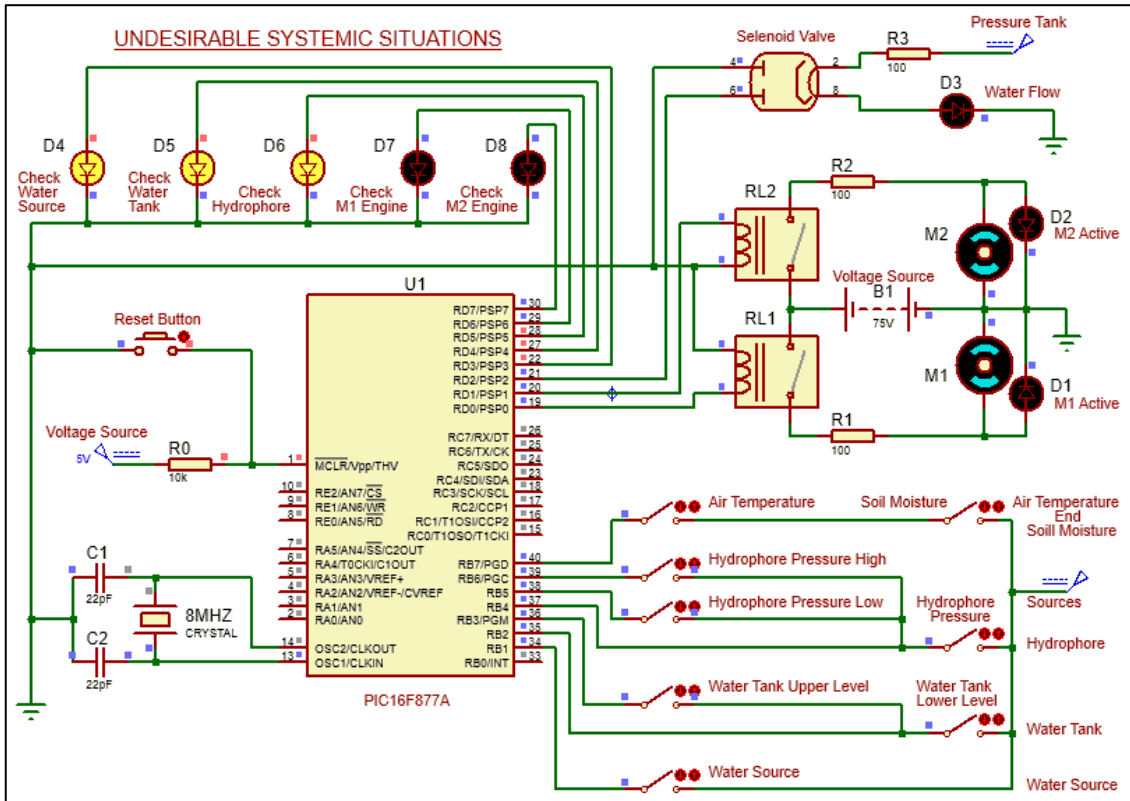 UNDESIRABLE SYSTEMIC SITUATIONS
Pressure Tank
Selenoid Valve
R3
100
4
6
2
8
D3
Water Flow
D4
Check
Water
Source
D5
Check
Water
Tank
D6
Check
Hydrophore
D7
Check
M1 Engine
D8
Check
M2 Engine
RL2
R2
100
M2
D2
M2 Active
Voltage Source
B1
75V
RL1
M1
D1
M1 Active
R1
100
Reset Button
Voltage Source
5V
R0
10k
C1
22pF
C2
22pF
8MHZ
CRYSTAL
U1
RD7/PSP7 30
RD6/PSP6 29
RD5/PSP5 28
RD4/PSP4 27
RD3/PSP3 22
RD2/PSP2 21
RD1/PSP1 20
RD0/PSP0 19
RC7/RX/DT 26
RC6/TX/CK 25
RC5/SDO 24
RC4/SDI/SDA 23
RC3/SCK/SCL 18
RC2/CCP1 17
RC1/T1OSI/CCP2 16
RC0/T1OSO/T1CKI 15
RB7/PGD 40
RB6/PGC 39
RB5 38
RB4 37
RB3/PGM 36
RB2 35
RB1 34
RB0/INT 33
1 MCLR/Vpp/THV
10 RE2/AN7/CS
9 RE1/AN6/WR
8 RE0/AN5/RD
7 RA5/AN4/SS/C2OUT
6 RA4/T0CKI/C1OUT
5 RA3/AN3/VREF+
4 RA2/AN2/VREF-/CVREF
3 RA1/AN1
2 RA0/AN0
14 OSC2/CLKOUT
13 OSC1/CLKIN
PIC16F877A
Air Temperature
Soil Moisture
Air Temperature
End
Soill Moisture
Hydrophore Pressure High
Hydrophore Pressure Low
Hydrophore
Pressure
Sources
Hydrophore
Water Tank Upper Level
Water Tank
Lower Level
Water Tank
Water Source
Water Source